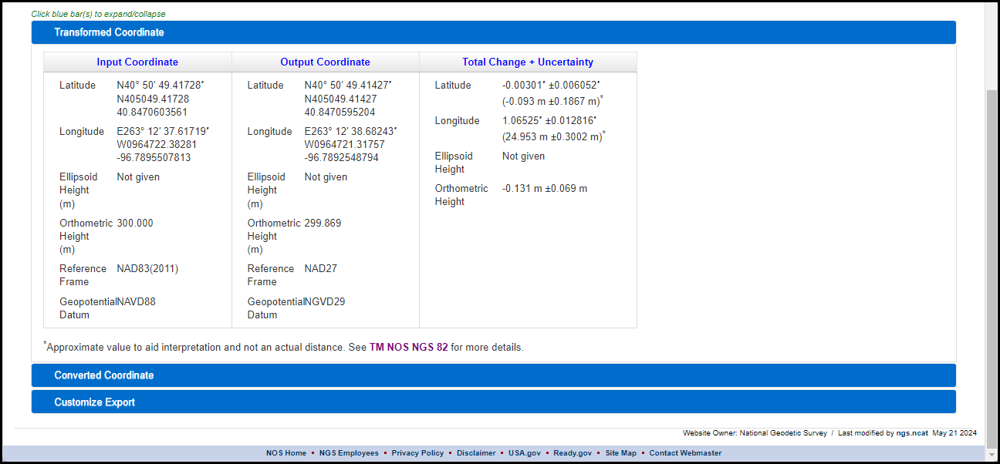 Click blue bar(s) to expand/collapse
Transformed Coordinate
Input Coordinate
Latitude N40° 50' 49.41728″
N405049.41728
40.8470603561
Longitude E263° 12' 37.61719″
W0964722.38281
-96.7895507813
Ellipsoid Not given
Height
(m)
Orthometric 300.000
Height
(m)
Reference NAD83(2011)
Frame
Geopotential NAVD88
Datum
Output Coordinate
Latitude N40° 50' 49.41427″
N405049.41427
40.8470595204
Longitude E263° 12' 38.68243″
W0964721.31757
-96.7892548794
Ellipsoid Not given
Height
(m)
Orthometric 299.869
Height
(m)
Reference NAD27
Frame
Geopotential NGVD29
Datum
Total Change + Uncertainty
Latitude -0.00301″ ±0.006052″
(-0.093 m ±0.1867 m)*
Longitude 1.06525″ ±0.012816″
(24.953 m ±0.3002 m)*
Ellipsoid Not given
Height
Orthometric -0.131 m ±0.069 m
Height
*Approximate value to aid interpretation and not an actual distance. See TM NOS NGS 82 for more details.
Converted Coordinate
Customize Export
Website Owner: National Geodetic Survey / Last modified by ngs.ncat May 21 2024
NOS Home ▪ NGS Employees ▪ Privacy Policy ▪ Disclaimer ▪ USA.gov ▪ Ready.gov ▪ Site Map ▪ Contact Webmaster